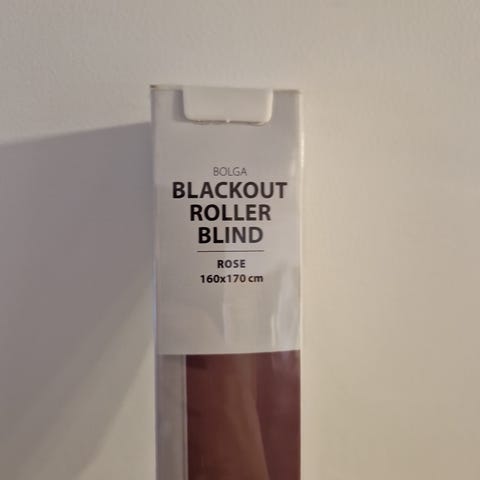 BOLGA
BLACKOUT
ROLLER
BLIND
ROSE
160x170 cm